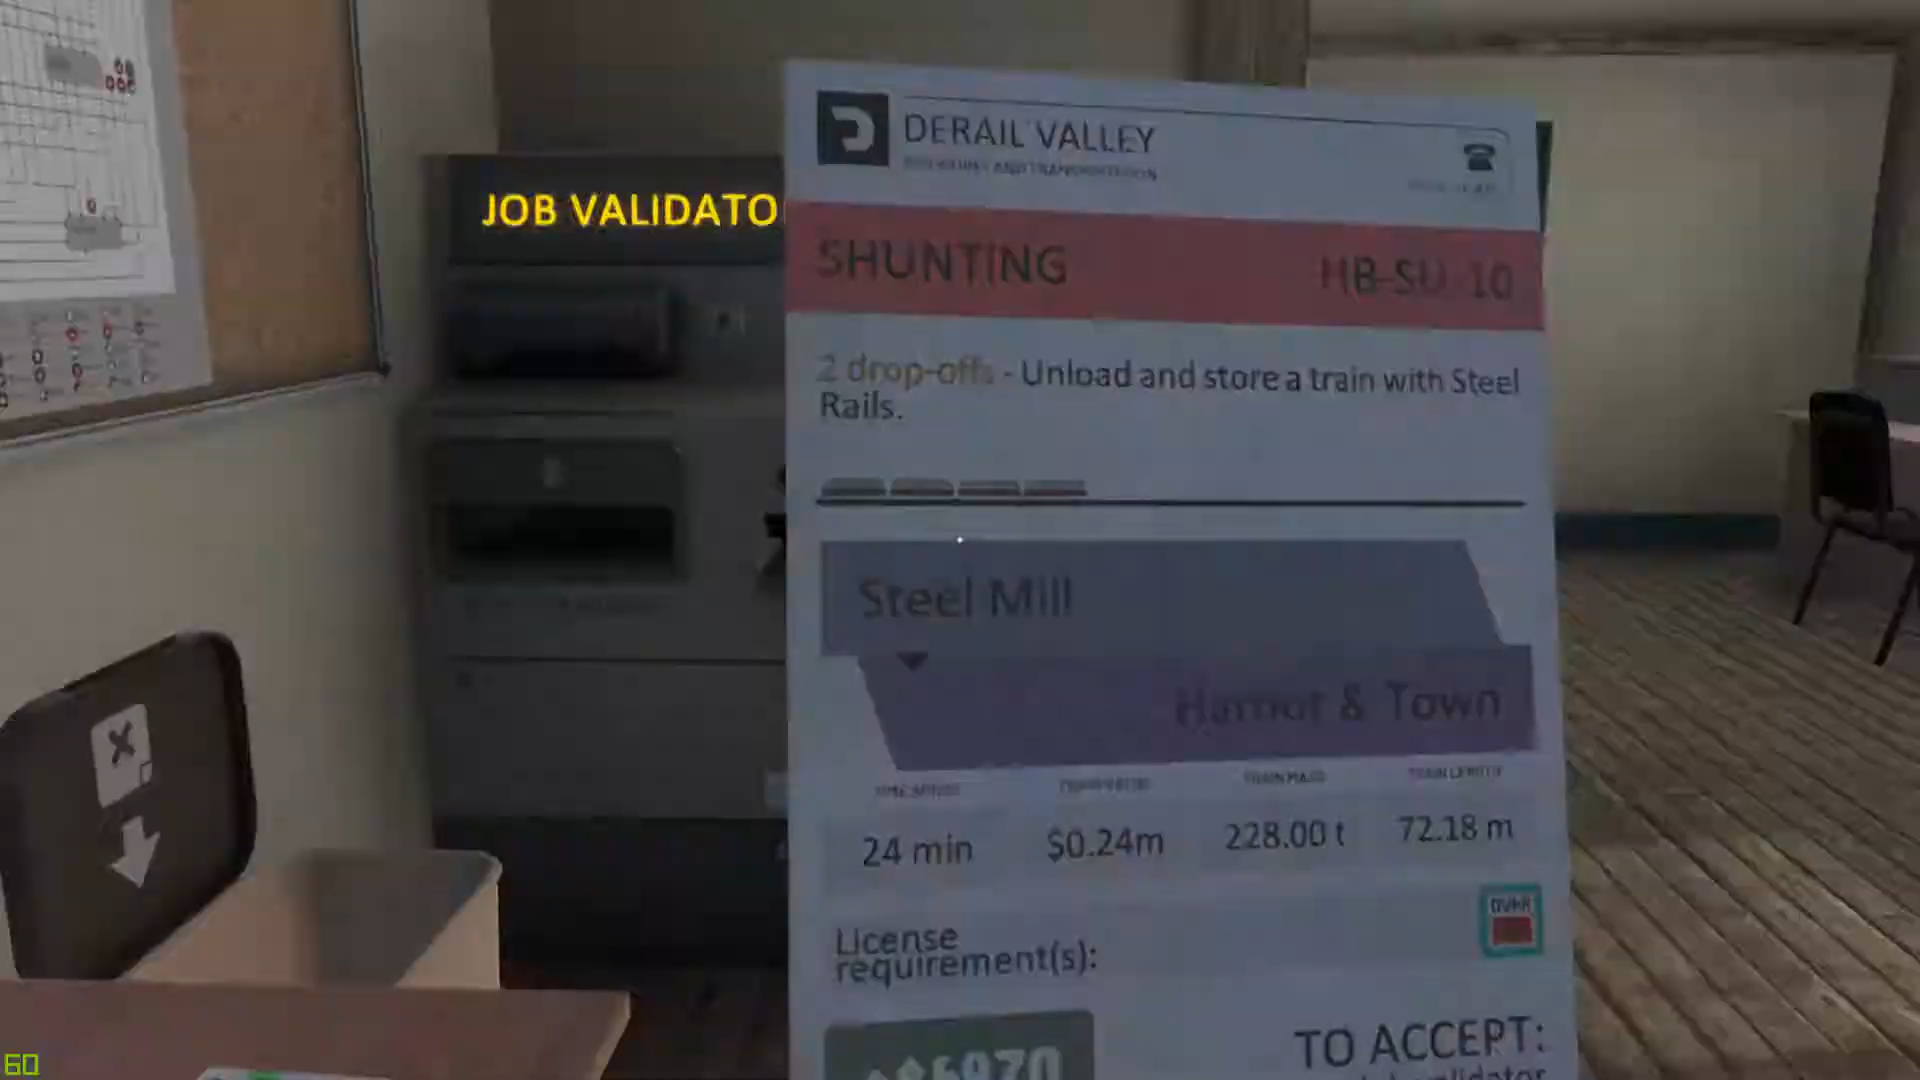 JOB VALIDATO
DERAIL VALLEY
SHUNTING
HB-SU-10
2 drop-offs - Unload and store a train with Steel
Rails.
Steel Mill
& Town
24 min
$0.24m
228.00 t
72.18 m
License
requirement(s):
TO ACCEPT:
60